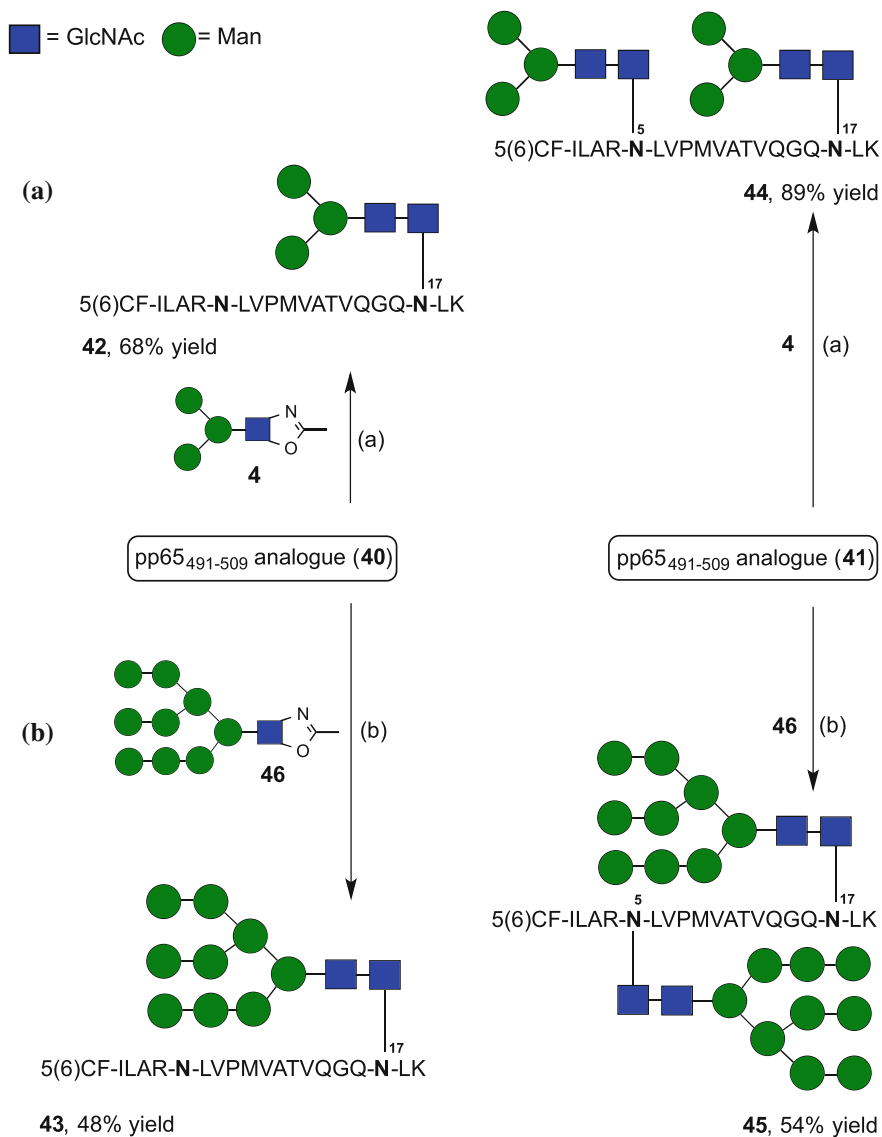 = GlcNAc = Man
5 17
5(6)CF-ILAR-N-LVPMVATVQGQ-N-LK
44, 89% yield
(a)
17
5(6)CF-ILAR-N-LVPMVATVQGQ-N-LK
42, 68% yield
4 (a)
N
O
4
(a)
pp65491-509 analogue (40)
pp65491-509 analogue (41)
(b)
N
O
46
(b)
46 (b)
5 17
5(6)CF-ILAR-N-LVPMVATVQGQ-N-LK
17
5(6)CF-ILAR-N-LVPMVATVQGQ-N-LK
43, 48% yield
45, 54% yield